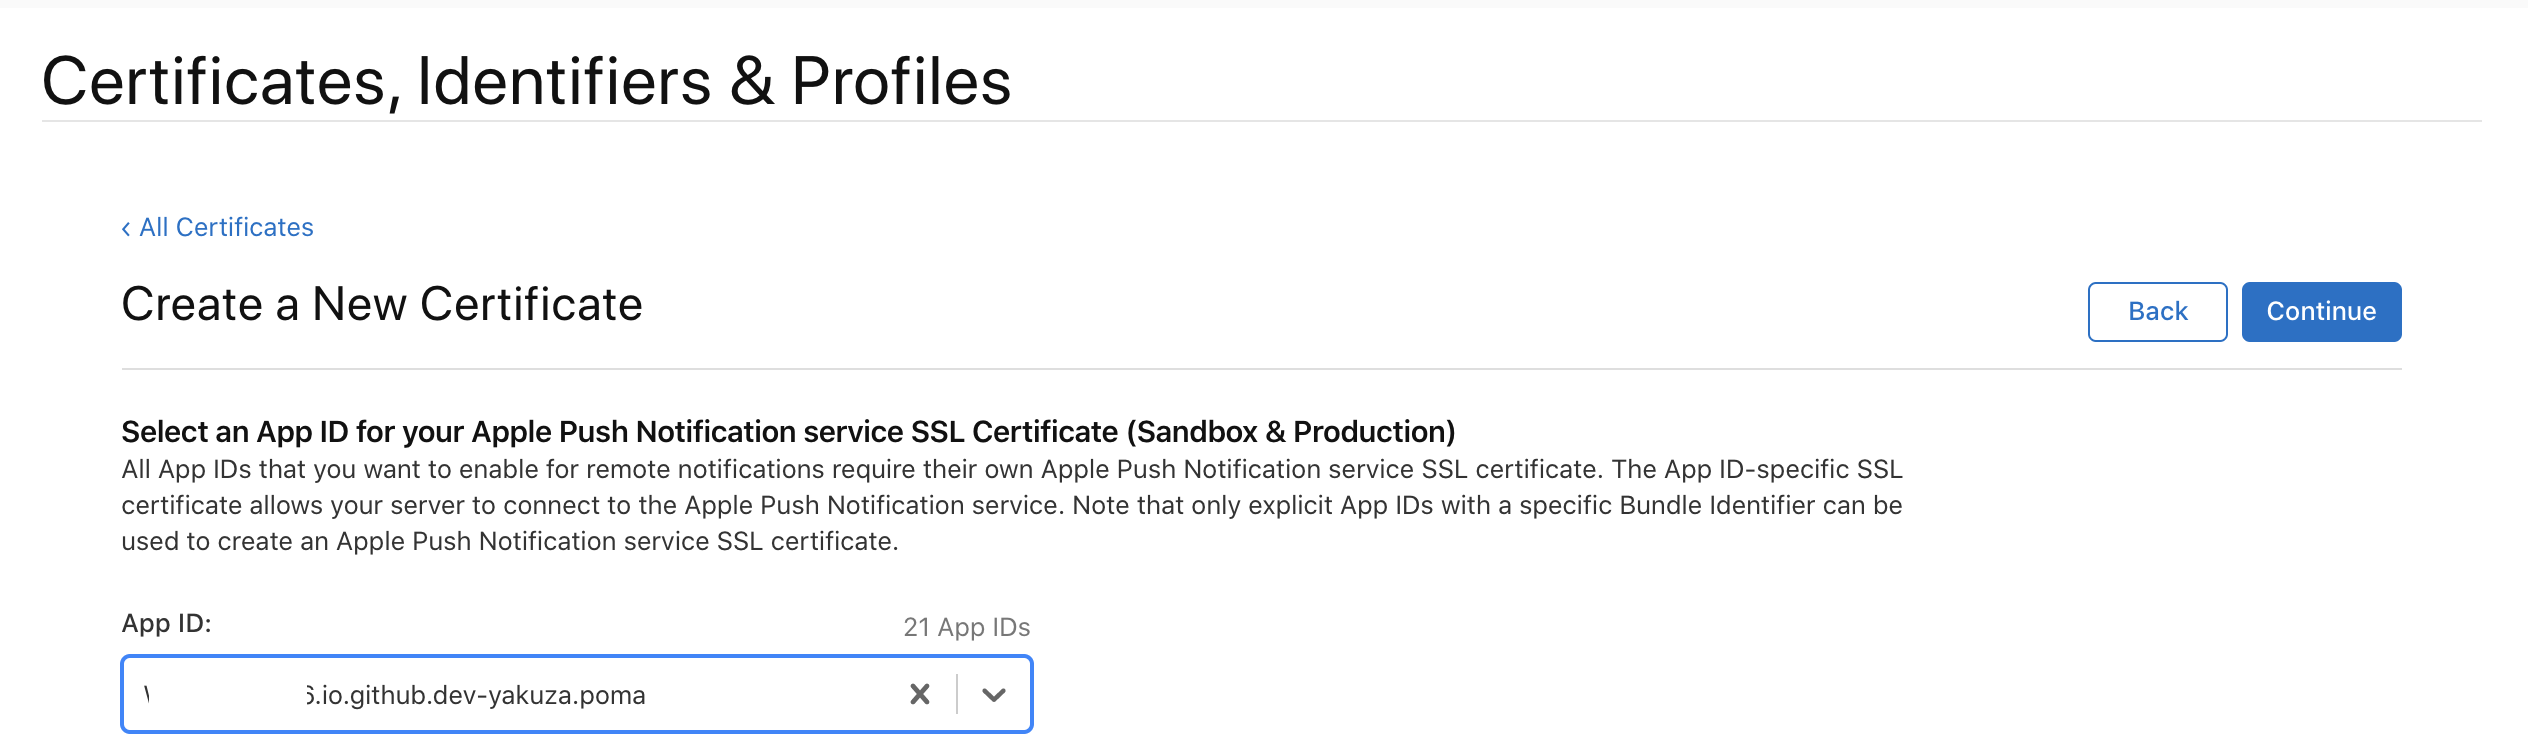 Certificates, Identifiers & Profiles
‹ All Certificates
Create a New Certificate
Back
Continue
Select an App ID for your Apple Push Notification service SSL Certificate (Sandbox & Production)
All App IDs that you want to enable for remote notifications require their own Apple Push Notification service SSL certificate. The App ID-specific SSL
certificate allows your server to connect to the Apple Push Notification service. Note that only explicit App IDs with a specific Bundle Identifier can be
used to create an Apple Push Notification service SSL certificate.
App ID:
21 App IDs
.io.github.dev-yakuza.poma